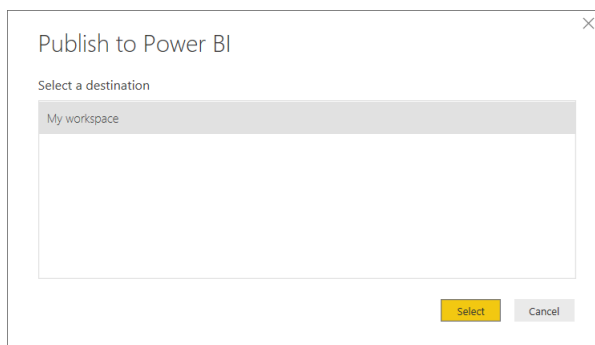 Publish to Power BI
Select a destination
My workspace
Select
Cancel